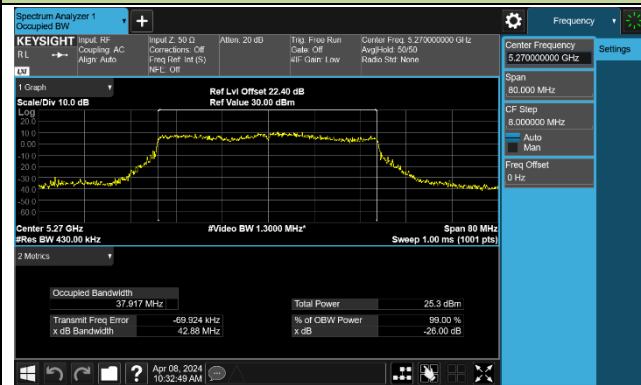 Spectrum Analyzer 1
Occupied BW
Frequency
KEYSIGHT
RL
LXI
Input: RF
Coupling: AC
Align: Auto
Input Z: 50 Ω
Corrections: Off
Freq Ref: Int (S)
NFE: Off
Atten: 20 dB
Trig: Free Run
Gate: Off
#IF Gain: Low
Center Freq: 5.270000000 GHz
Avg|Hold: 50/50
Radio Std: None
Center Frequency
5.270000000 GHz
Settings
Span
80.000 MHz
CF Step
8.000000 MHz
Auto
Man
Freq Offset
0 Hz
1 Graph
Scale/Div 10.0 dB
Ref Lvl Offset 22.40 dB
Ref Value 30.00 dBm
Log
20.0
10.0
0.00
-10.0
-20.0
-30.0
-40.0
-50.0
-60.0
Center 5.27 GHz
#Video BW 1.3000 MHz*
Span 80 MHz
#Res BW 430.00 kHz
Sweep 1.00 ms (1001 pts)
2 Metrics
Occupied Bandwidth
37.917 MHz
Total Power 25.3 dBm
Transmit Freq Error -69.924 kHz
% of OBW Power 99.00 %
x dB Bandwidth 42.88 MHz
x dB -26.00 dB
?
Apr 08, 2024
10:32:49 AM